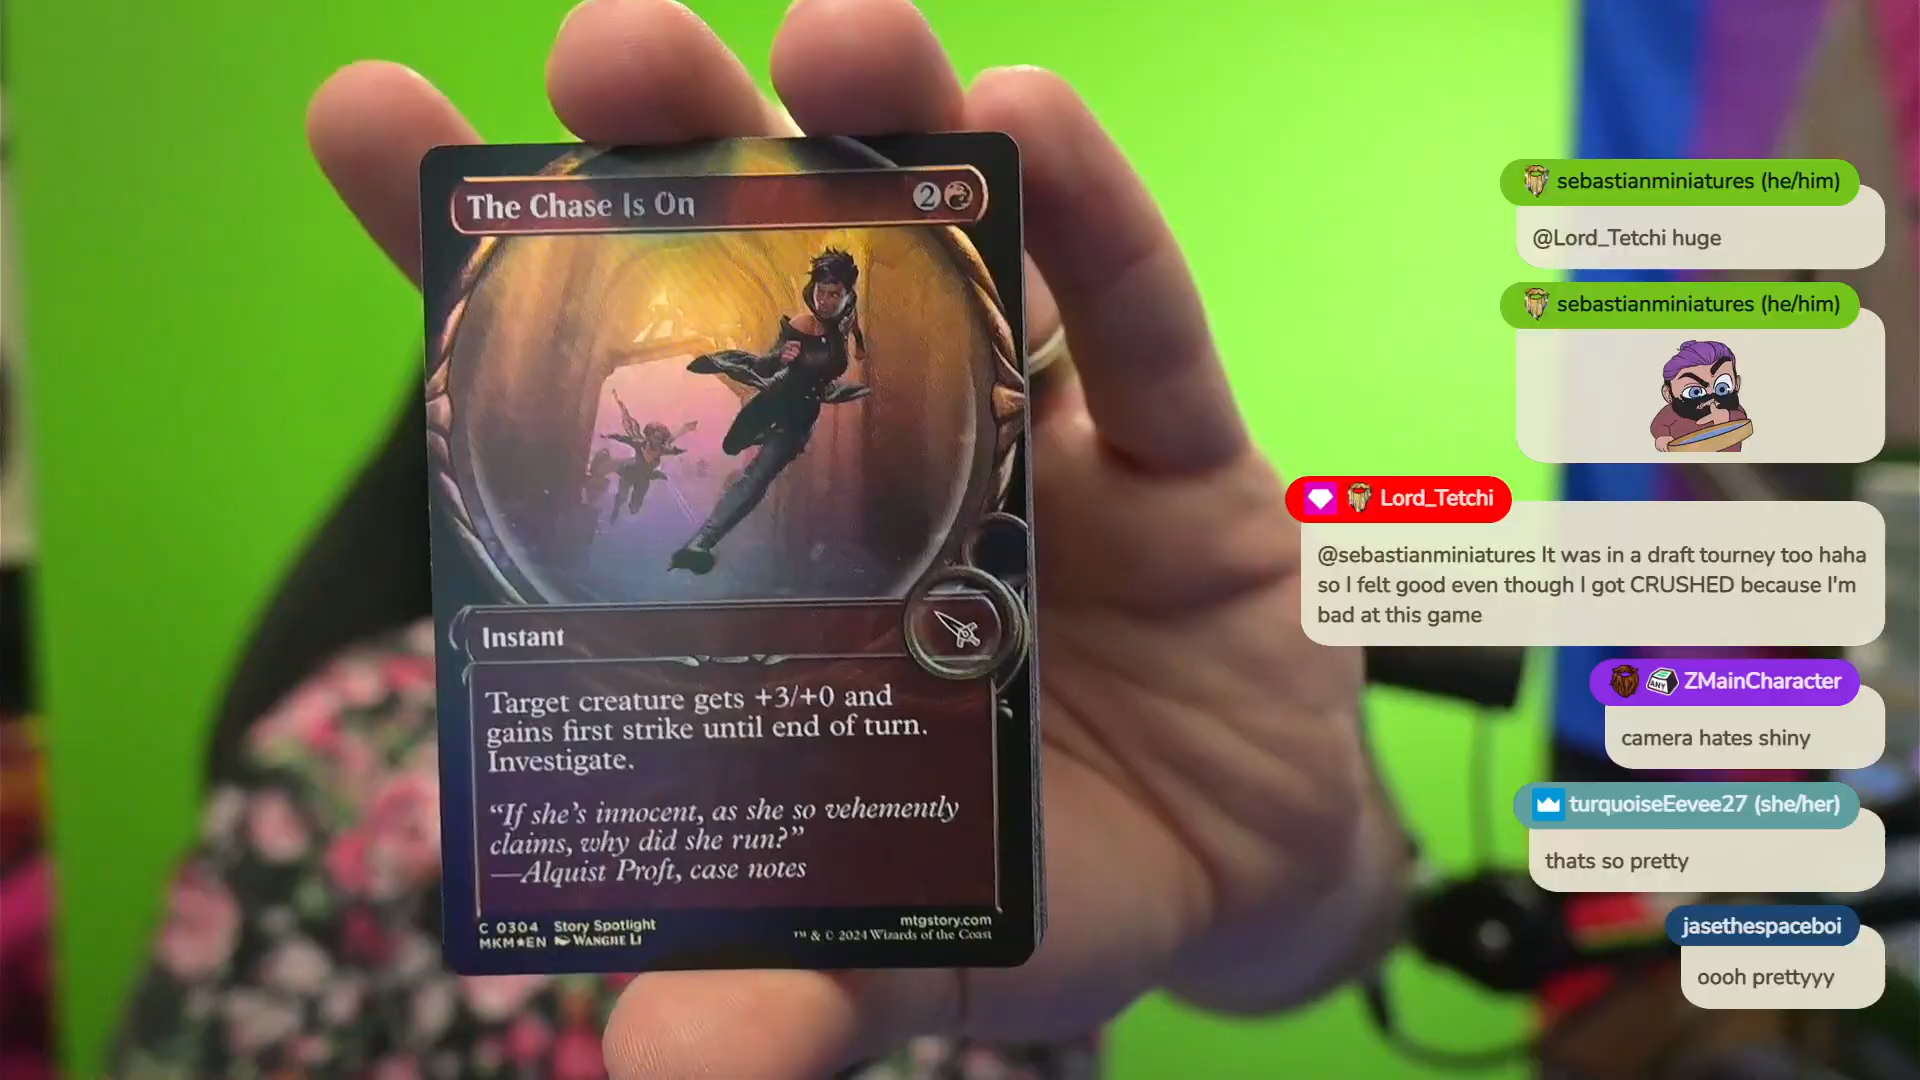 The Chase Is On
2
Instant
Target creature gets +3/+0 and
gains first strike until end of turn.
Investigate.
“If she’s innocent, as she so vehemently
claims, why did she run?”
—Alquist Proft, case notes
C 0304 Story Spotlight
MKM★EN WANGJIE LI
mtgstory.com
™ & © 2024 Wizards of the Coast
sebastianminiatures (he/him)
@Lord_Tetchi huge
sebastianminiatures (he/him)
Lord_Tetchi
@sebastianminiatures It was in a draft tourney too haha
so I felt good even though I got CRUSHED because I'm
bad at this game
ANY ZMainCharacter
camera hates shiny
turquoiseEevee27 (she/her)
thats so pretty
jasethespaceboi
oooh prettyyy